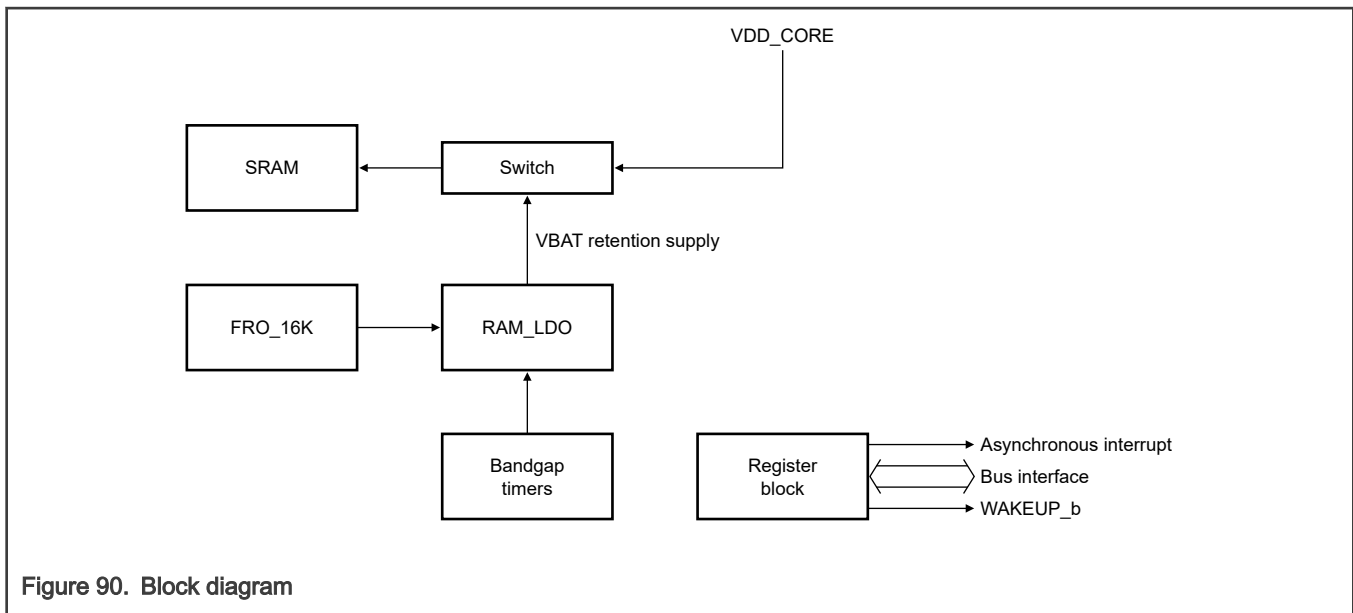 VDD_CORE
SRAM
Switch
VBAT retention supply
FRO_16K
RAM_LDO
Bandgap
timers
Register
block
Asynchronous interrupt
Bus interface
WAKEUP_b
Figure 90. Block diagram